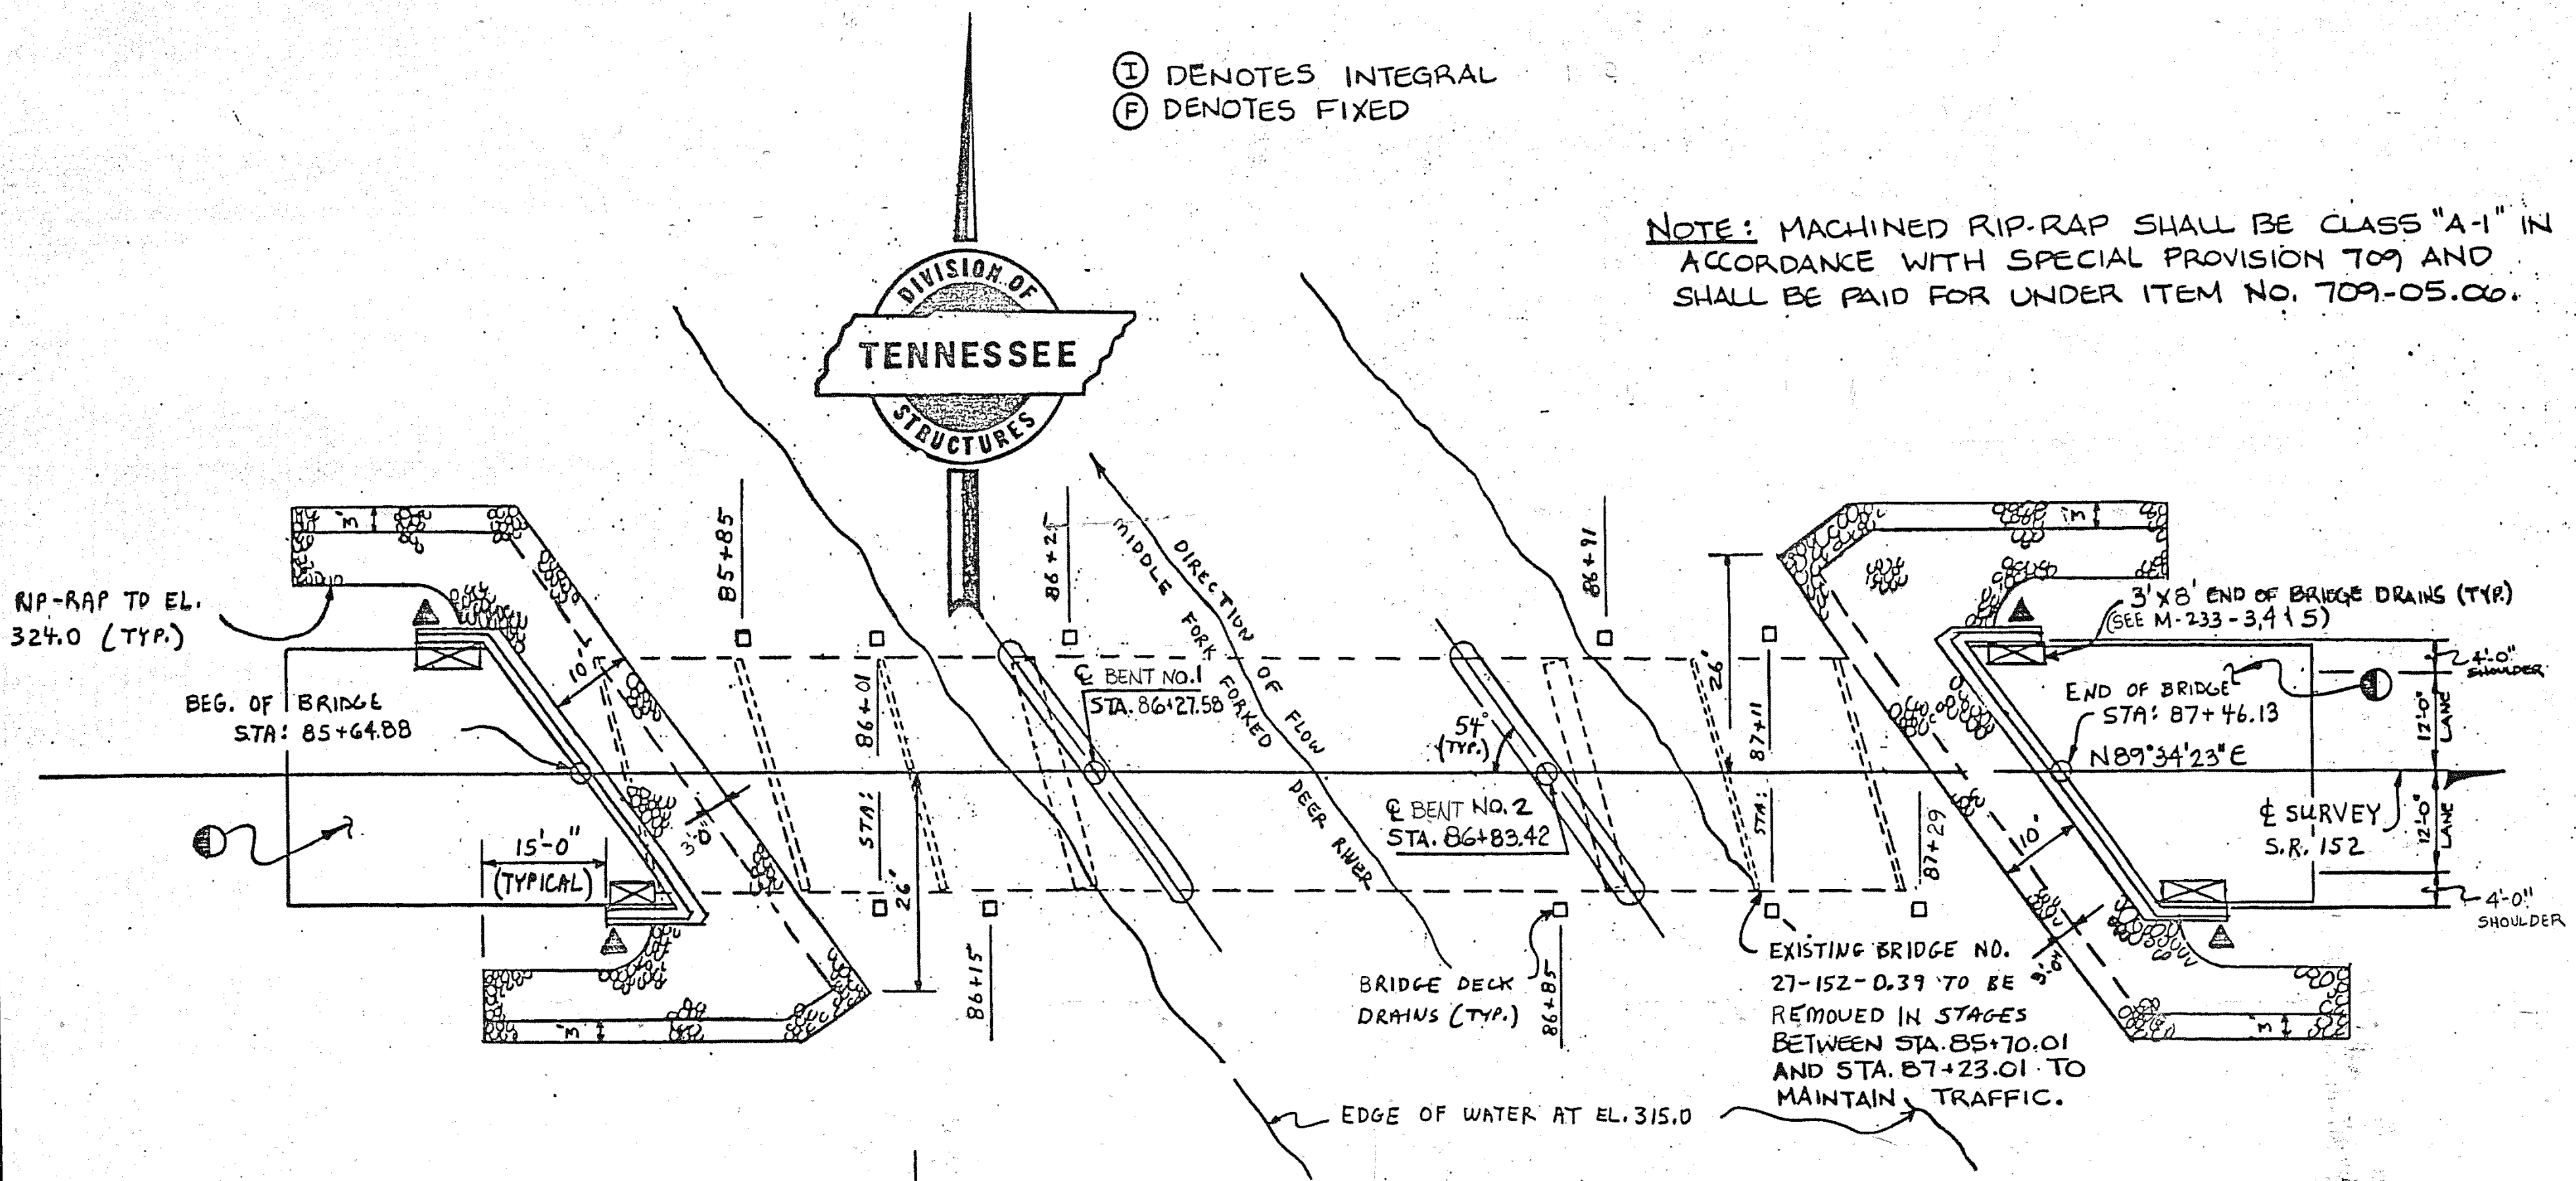 Ⓘ DENOTES INTEGRAL
Ⓕ DENOTES FIXED
NOTE: MACHINED RIP-RAP SHALL BE CLASS "A-1" IN
ACCORDANCE WITH SPECIAL PROVISION 709 AND
SHALL BE PAID FOR UNDER ITEM NO. 709-05.06.
DIVISION OF
TENNESSEE
STRUCTURES
RIP-RAP TO EL.
324.0 (TYP.)
3'
10'
85+85
86+01
86+25
DIRECTION OF FLOW
MIDDLE FORK FORKED DEER RIVER
86+91
26'
87+11
3'
3'X8' END OF BRIDGE DRAINS (TYP.)
(SEE M-233-3,4 & 5)
4'-0"
SHOULDER
12'-0"
LANE
BEG. OF BRIDGE
STA: 85+64.88
℄ BENT NO.1
STA. 86+27.58
54°
(TYP.)
END OF BRIDGE
STA: 87+46.13
N89°34'23"E
℄ BENT NO. 2
STA. 86+83.42
℄ SURVEY
S.R. 152
12'-0"
LANE
4'-0"
SHOULDER
15'-0"
(TYPICAL)
3'-0"
STA:
26'
86+15
STA:
87+29
10'
3'-0"
BRIDGE DECK
DRAINS (TYP.)
86+85
EXISTING BRIDGE NO.
27-152-0.39 TO BE
REMOVED IN STAGES
BETWEEN STA. 85+70.01
AND STA. 87+23.01 TO
MAINTAIN TRAFFIC.
3'
3'
EDGE OF WATER AT EL. 315.0